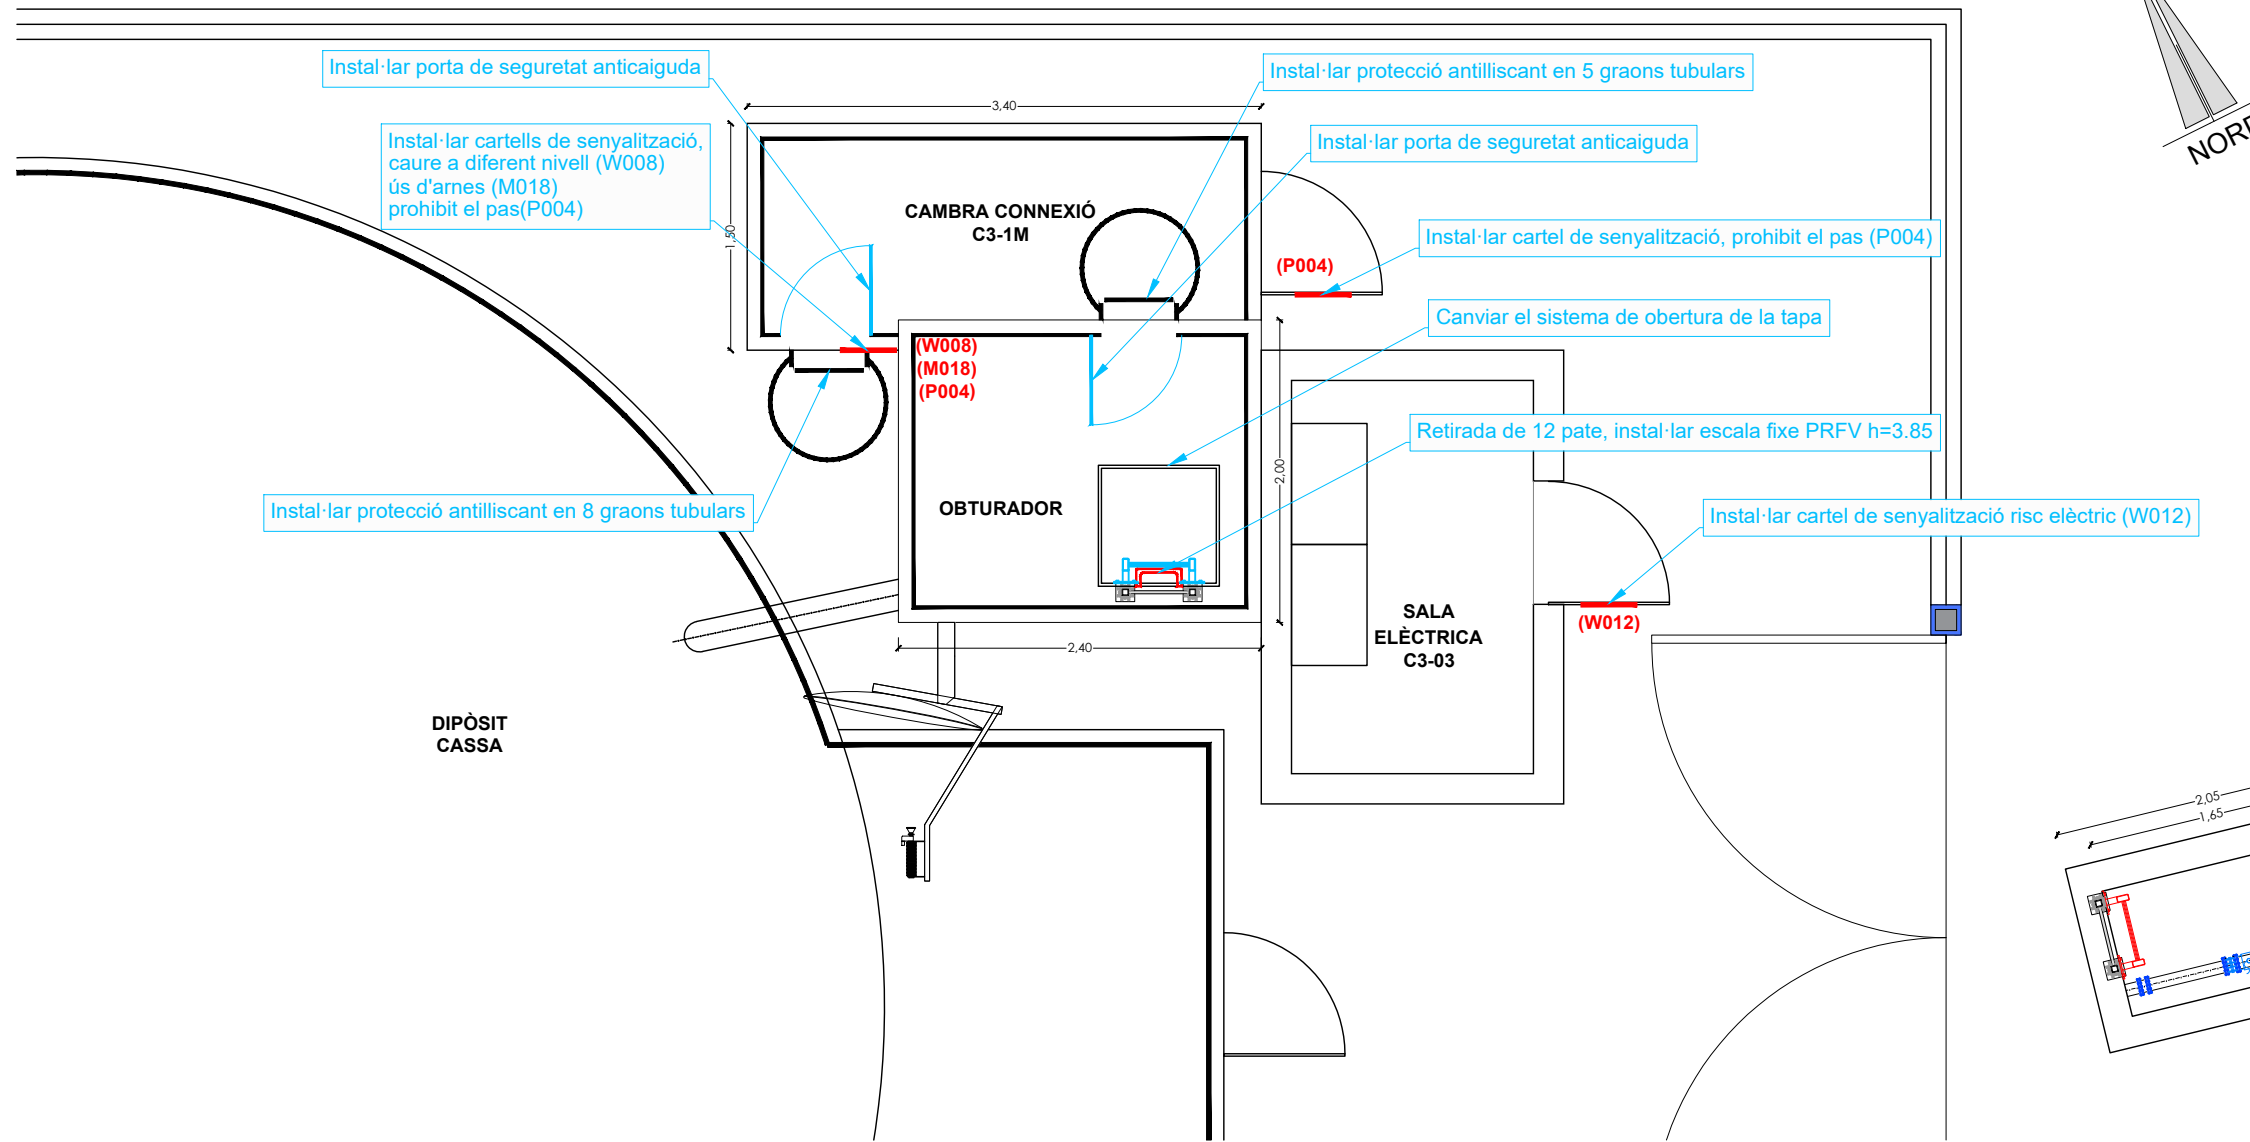 Instal·lar porta de seguretat anticaiguda
Instal·lar protecció antilliscant en 5 graons tubulars
3,40
Instal·lar cartells de senyalització,
caure a diferent nivell (W008)
ús d'arnes (M018)
prohibit el pas(P004)
Instal·lar porta de seguretat anticaiguda
1,50
CAMBRA CONNEXIÓ
C3-1M
Instal·lar cartel de senyalització, prohibit el pas (P004)
(P004)
Canviar el sistema de obertura de la tapa
(W008)
(M018)
(P004)
Retirada de 12 pate, instal·lar escala fixe PRFV h=3.85
2,00
Instal·lar protecció antilliscant en 8 graons tubulars
OBTURADOR
Instal·lar cartel de senyalització risc elèctric (W012)
SALA
ELÈCTRICA
C3-03
(W012)
2,40
DIPÒSIT
CASSA
2,05
1,65